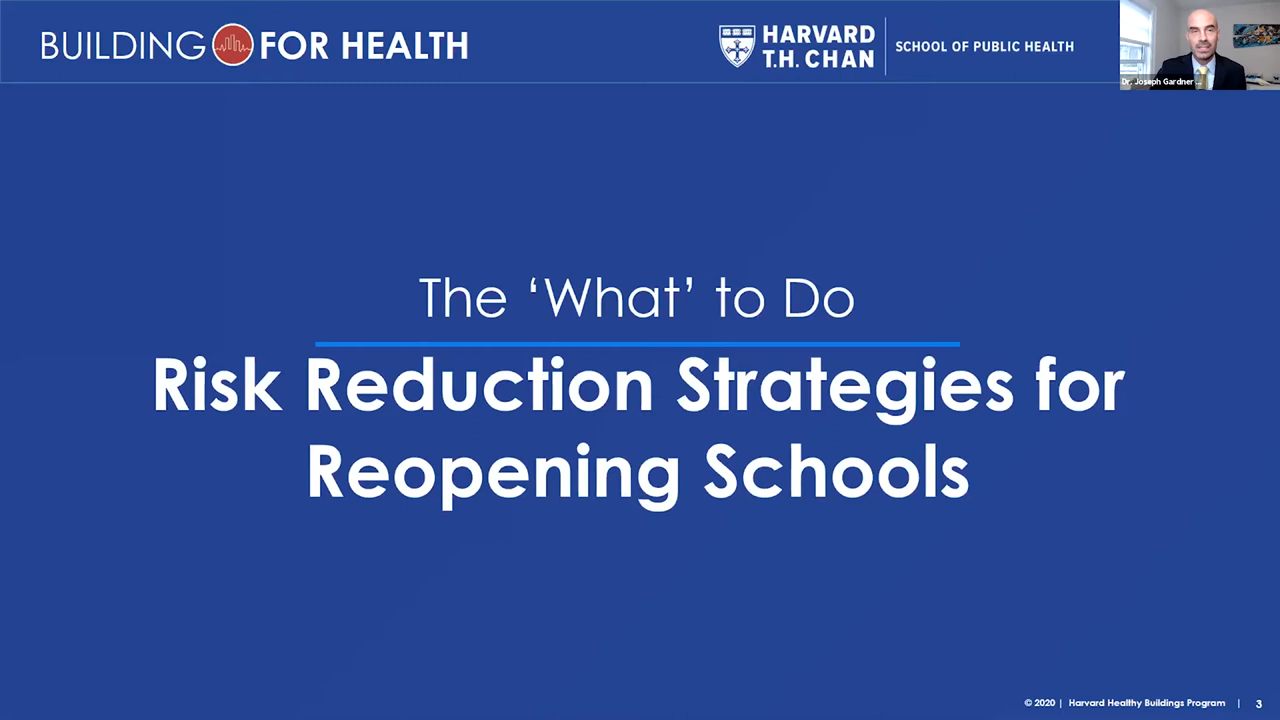 BUILDING FOR HEALTH
HARVARD
T.H. CHAN
SCHOOL OF PUBLIC HEALTH
Dr. Joseph Gardner ...
The ‘What’ to Do
Risk Reduction Strategies for
Reopening Schools
© 2020 | Harvard Healthy Buildings Program | 3